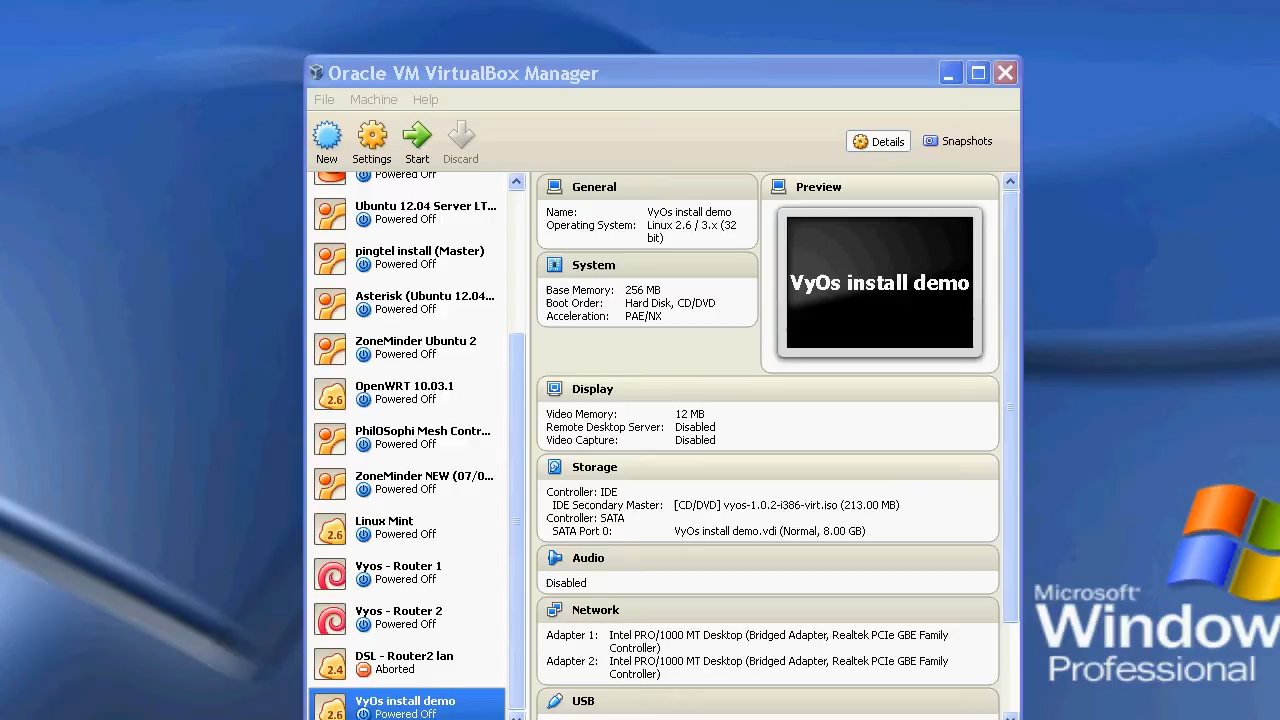 Oracle VM VirtualBox Manager
File Machine Help
New Settings Start Discard
Details Snapshots
Powered Off
Ubuntu 12.04 Server LT...
Powered Off
pingtel install (Master)
Powered Off
Asterisk (Ubuntu 12.04...
Powered Off
ZoneMinder Ubuntu 2
Powered Off
2.6
OpenWRT 10.03.1
Powered Off
PhilOSophi Mesh Contr...
Powered Off
ZoneMinder NEW (07/0...
Powered Off
2.6
Linux Mint
Powered Off
Vyos - Router 1
Powered Off
Vyos - Router 2
Powered Off
2.4
DSL - Router2 lan
Aborted
2.6
VyOs install demo
Powered Off
General
Name: VyOs install demo
Operating System: Linux 2.6 / 3.x (32
bit)
System
Base Memory: 256 MB
Boot Order: Hard Disk, CD/DVD
Acceleration: PAE/NX
Preview
VyOs install demo
Display
Video Memory: 12 MB
Remote Desktop Server: Disabled
Video Capture: Disabled
Storage
Controller: IDE
IDE Secondary Master: [CD/DVD] vyos-1.0.2-i386-virt.iso (213.00 MB)
Controller: SATA
SATA Port 0: VyOs install demo.vdi (Normal, 8.00 GB)
Audio
Disabled
Network
Adapter 1: Intel PRO/1000 MT Desktop (Bridged Adapter, Realtek PCIe GBE Family
Controller)
Adapter 2: Intel PRO/1000 MT Desktop (Bridged Adapter, Realtek PCIe GBE Family
Controller)
USB
Microsoft®
Window
Professional